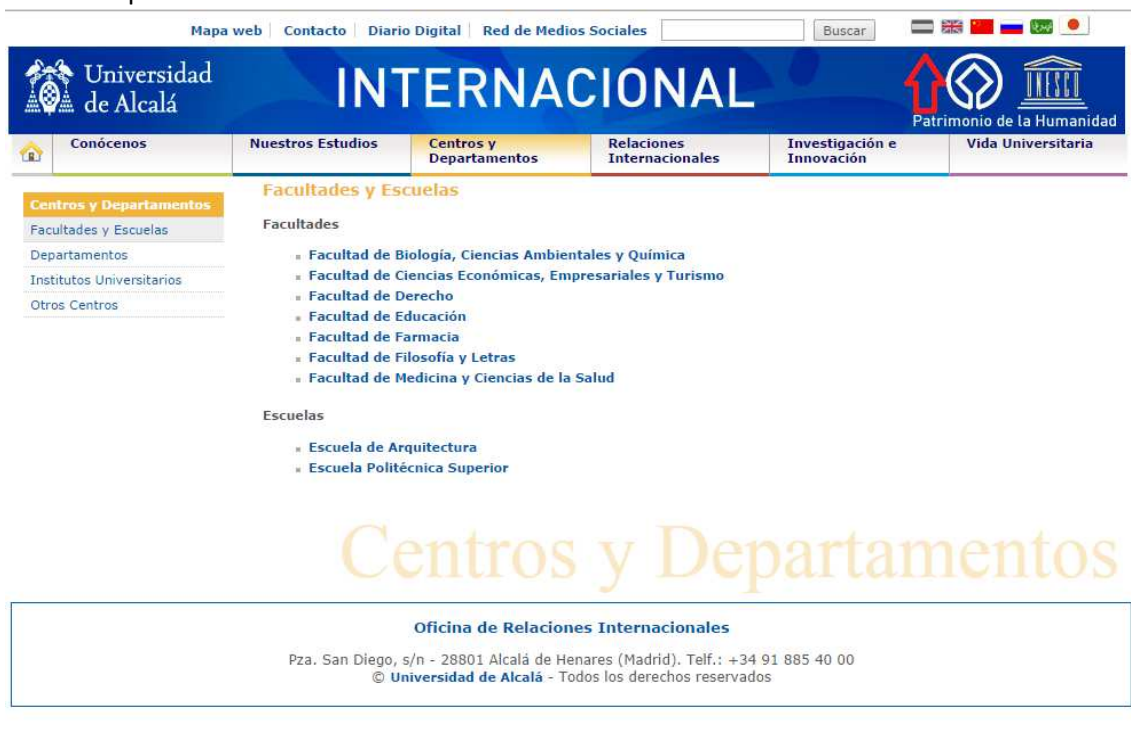 Mapa web Contacto Diario Digital Red de Medios Sociales Buscar
Universidad
de Alcalá
INTERNACIONAL
UNESCO
Patrimonio de la Humanidad
Conócenos
Nuestros Estudios
Centros y
Departamentos
Relaciones
Internacionales
Investigación e
Innovación
Vida Universitaria
Centros y Departamentos
Facultades y Escuelas
Departamentos
Institutos Universitarios
Otros Centros
Facultades y Escuelas
Facultades
Facultad de Biología, Ciencias Ambientales y Química
Facultad de Ciencias Económicas, Empresariales y Turismo
Facultad de Derecho
Facultad de Educación
Facultad de Farmacia
Facultad de Filosofía y Letras
Facultad de Medicina y Ciencias de la Salud
Escuelas
Escuela de Arquitectura
Escuela Politécnica Superior
Centros y Departamentos
Oficina de Relaciones Internacionales
Pza. San Diego, s/n - 28801 Alcalá de Henares (Madrid). Telf.: +34 91 885 40 00
© Universidad de Alcalá - Todos los derechos reservados